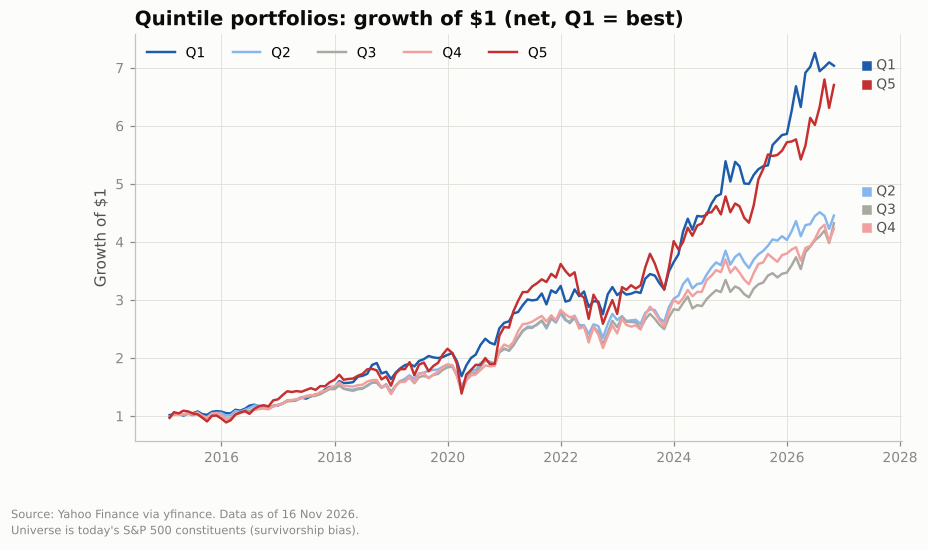 Quintile portfolios: growth of $1 (net, Q1 = best)
Q1 Q2 Q3 Q4 Q5
Growth of $1
7
6
5
4
3
2
1
Q1
Q5
Q2
Q3
Q4
2016 2018 2020 2022 2024 2026 2028
Source: Yahoo Finance via yfinance. Data as of 16 Nov 2026.
Universe is today's S&P 500 constituents (survivorship bias).